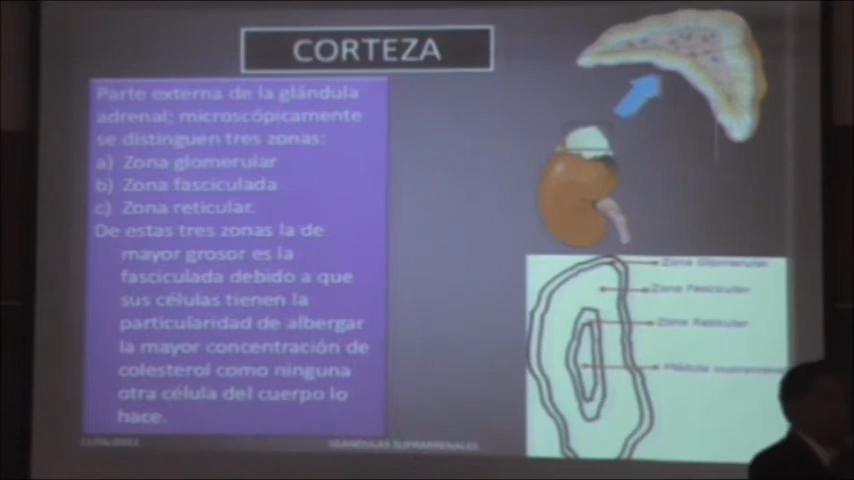 CORTEZA
Parte externa de la glándula
adrenal; microscópicamente
se distinguen tres zonas:
a) Zona glomerular
b) Zona fasciculada
c) Zona reticular.
De estas tres zonas la de
mayor grosor es la
fasciculada debido a que
sus células tienen la
particularidad de albergar
la mayor concentración de
colesterol como ninguna
otra célula del cuerpo lo
hace.
Zona Glomerular
Zona Fascicular
Zona Reticular
Médula
GLANDULAS SUPRARRENALES